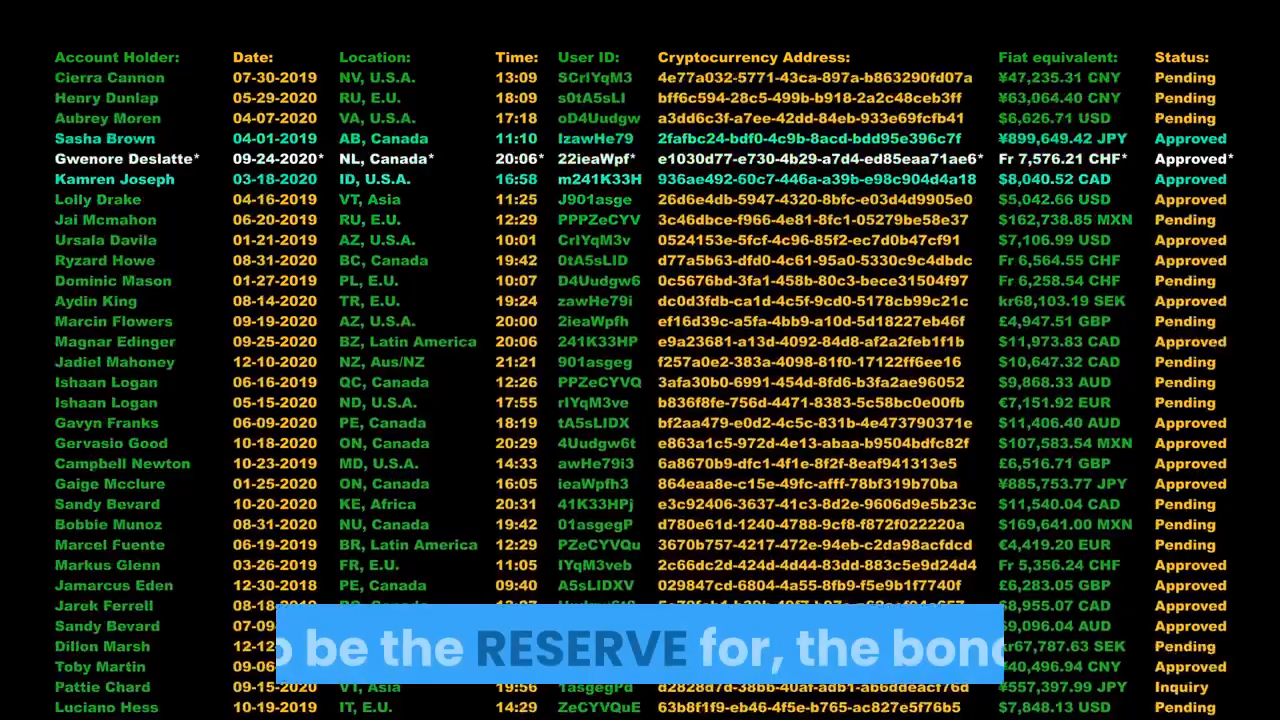 Account Holder: Date: Location: Time: User ID: Cryptocurrency Address: Fiat equivalent: Status:
Cierra Cannon 07-30-2019 NV, U.S.A. 13:09 SCrIYqM3 4e77a032-5771-43ca-897a-b863290fd07a ¥47,235.31 CNY Pending
Henry Dunlap 05-29-2020 RU, E.U. 18:09 s0tA5sLI bff6c594-28c5-499b-b918-2a2c48ceb3ff ¥63,064.40 CNY Pending
Aubrey Moren 04-07-2020 VA, U.S.A. 17:18 oD4Uudgw a3dd6c3f-a7ee-42dd-84eb-933e69fcfb41 ¥6,626.71 USD Pending
Sasha Brown 04-01-2019 AB, Canada 11:10 IzawHe79 2fafbc24-bdf0-4c9b-8acd-bdd95e396c7f ¥899,649.42 JPY Approved
Gwenore Deslatte* 09-24-2020* NL, Canada* 20:06* 22ieaWpf* e1030d77-e730-4b29-a7d4-ed85eaa71ae6* Fr 7,576.21 CHF* Approved*
Kamren Joseph 03-18-2020 ID, U.S.A. 16:58 m241K33H 936ae492-60c7-446a-a39b-e98c904d4a18 $8,040.52 CAD Approved
Lolly Drake 04-16-2019 VT, Asia 11:25 J901asge 26d6e4db-5947-4320-8bfc-e03d4d9905e0 $5,042.66 USD Approved
Jai Mcmahon 06-20-2019 RU, E.U. 12:29 PPPZeCYV 3c46dbce-f966-4e81-8fc1-05279be58e37 $162,738.85 MXN Pending
Ursala Davila 01-21-2019 AZ, U.S.A. 10:01 CrIYqM3v 0524153e-5fcf-4c96-85f2-ec7d0b47cf91 $7,106.99 USD Approved
Ryzard Howe 08-31-2020 BC, Canada 19:42 0tA5sLID d77a5b63-dfd0-4c61-95a0-5330c9c4dbdc Fr 6,564.55 CHF Approved
Dominic Mason 01-27-2019 PL, E.U. 10:07 D4Uudgw6 0c5676bd-3fa1-458b-80c3-bece31504f97 Fr 6,258.54 CHF Pending
Aydin King 08-14-2020 TR, E.U. 19:24 zawHe79i dc0d3fdb-ca1d-4c5f-9cd0-5178cb99c21c kr68,103.19 SEK Approved
Marcin Flowers 09-19-2020 AZ, U.S.A. 20:00 2ieaWpfh ef16d39c-a5fa-4bb9-a10d-5d18227eb46f £4,947.51 GBP Pending
Magnar Edinger 09-25-2020 BZ, Latin America 20:06 241K33HP e9a23681-a13d-4092-84d8-af2a2feb1f1b $11,973.83 CAD Approved
Jadiel Mahoney 12-10-2020 NZ, Aus/NZ 21:21 901asgeg f257a0e2-383a-4098-81f0-17122ff6ee16 $10,647.32 CAD Pending
Ishaan Logan 06-16-2019 QC, Canada 12:26 PPZeCYVQ 3afa30b0-6991-454d-8fd6-b3fa2ae96052 $9,868.33 AUD Pending
Ishaan Logan 05-15-2020 ND, U.S.A. 17:55 rIYqM3ve b836f8fe-756d-4471-8383-5c58bc0e00fb €7,151.92 EUR Pending
Gavyn Franks 06-09-2020 PE, Canada 18:19 tA5sLIDX bf2aa479-e0d2-4c5c-831b-4e473790371e $11,406.40 AUD Approved
Gervasio Good 10-18-2020 ON, Canada 20:29 4Uudgw6t e863a1c5-972d-4e13-abaa-b9504bdfc82f $107,583.54 MXN Approved
Campbell Newton 10-23-2019 MD, U.S.A. 14:33 awHe79i3 6a8670b9-dfc1-4f1e-8f2f-8eaf941313e5 £6,516.71 GBP Approved
Gaige Mcclure 01-25-2020 ON, Canada 16:05 ieaWpfh3 864eaa8e-c15e-49fc-afff-78bf319b70ba ¥885,753.77 JPY Approved
Sandy Bevard 10-20-2020 KE, Africa 20:31 41K33HPj e3c92406-3637-41c3-8d2e-9606d9e5b23c $11,540.04 CAD Pending
Bobbie Munoz 08-31-2020 NU, Canada 19:42 01asgegP d780e61d-1240-4788-9cf8-f872f022220a $169,641.00 MXN Pending
Marcel Fuente 06-19-2019 BR, Latin America 12:29 PZeCYVQu 3670b757-4217-472e-94eb-c2da98acfdcd €4,419.20 EUR Pending
Markus Glenn 03-26-2019 FR, E.U. 11:05 IYqM3veb 2c66dc2d-424d-4d44-83dd-883c5e9d24d4 Fr 5,356.24 CHF Approved
Jamarcus Eden 12-30-2018 PE, Canada 09:40 A5sLIDXV 029847cd-6804-4a55-8fb9-f5e9b1f7740f £6,283.05 GBP Approved
Jarek Ferrell $8,955.07 CAD Approved
Sandy Bevard $9,096.04 AUD Approved
Dillon Marsh kr67,787.63 SEK Pending
Toby Martin ¥40,496.94 CNY Approved
be the RESERVE for, the
Pattie Chard 09-15-2020 VT, Asia 19:56 1asgegPd d2828d7d-38bb-40af-adb1-ab6ddeacf76d ¥557,397.99 JPY Inquiry
Luciano Hess 10-19-2019 IT, E.U. 14:29 ZeCYVQuE 63b8f1f9-eb46-4f5e-b765-ac827e5f76b5 $7,848.13 USD Pending